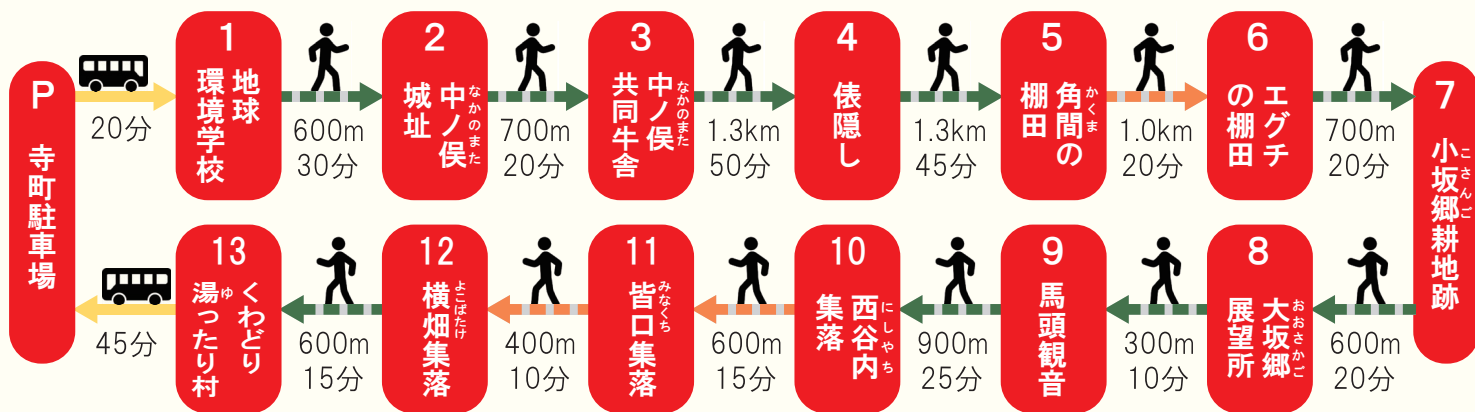 P
寺町駐車場
20分
1
地球
環境学校
600m
30分
2
中ノ俣
なかのまた
城址
700m
20分
3
中ノ俣
なかのまた
共同牛舎
1.3km
50分
4
俵隠し
1.3km
45分
5
角間の
かくま
棚田
1.0km
20分
6
エグチ
の棚田
700m
20分
7
小坂郷耕地跡
こさんご
600m
20分
8
大坂郷
おおさかご
展望所
300m
10分
9
馬頭観音
900m
25分
10
西谷内
にしやち
集落
600m
15分
11
皆口集落
みなくち
400m
10分
12
横畑集落
よこばたけ
600m
15分
13
くわどり
湯ったり村
ゆ
45分